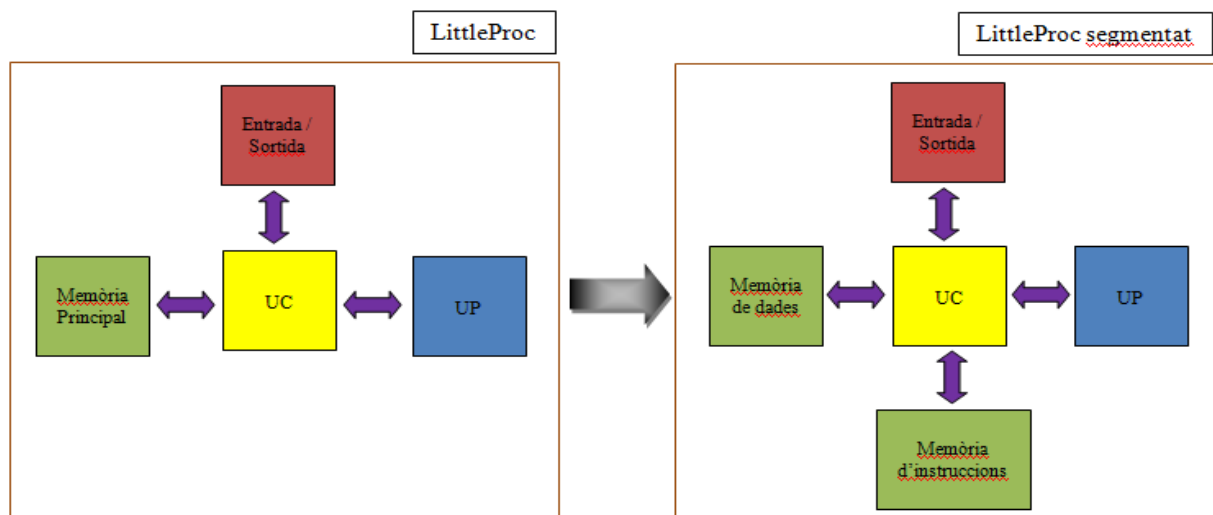 LittleProc
Entrada /
Sortida
Memòria
Principal
UC
UP
LittleProc segmentat
Entrada /
Sortida
Memòria
de dades
UC
UP
Memòria
d'instruccions